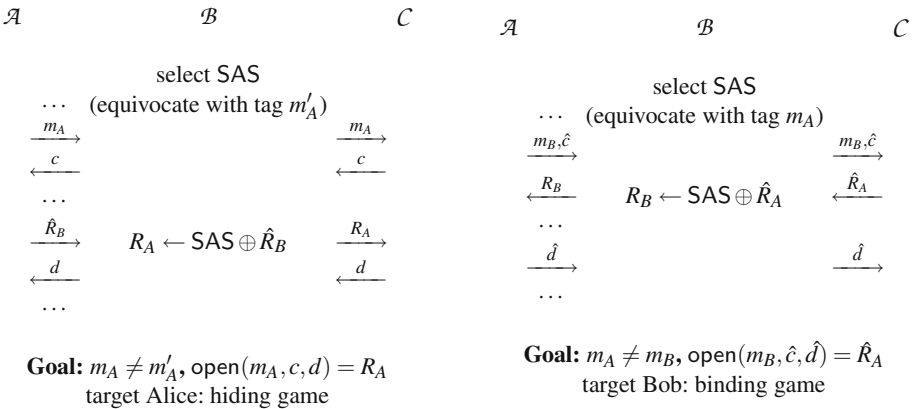 𝒜 ℬ 𝒞
select SAS
… (equivocate with tag m′_A)
m_A m_A
c c
…
R̂_B R_A ← SAS ⊕ R̂_B R_A
d d
…
Goal: m_A ≠ m′_A, open(m_A, c, d) = R_A
target Alice: hiding game
𝒜 ℬ 𝒞
select SAS
… (equivocate with tag m_A)
m_B, ĉ m_B, ĉ
R_B R_B ← SAS ⊕ R̂_A R̂_A
…
d̂ d̂
…
Goal: m_A ≠ m_B, open(m_B, ĉ, d̂) = R̂_A
target Bob: binding game